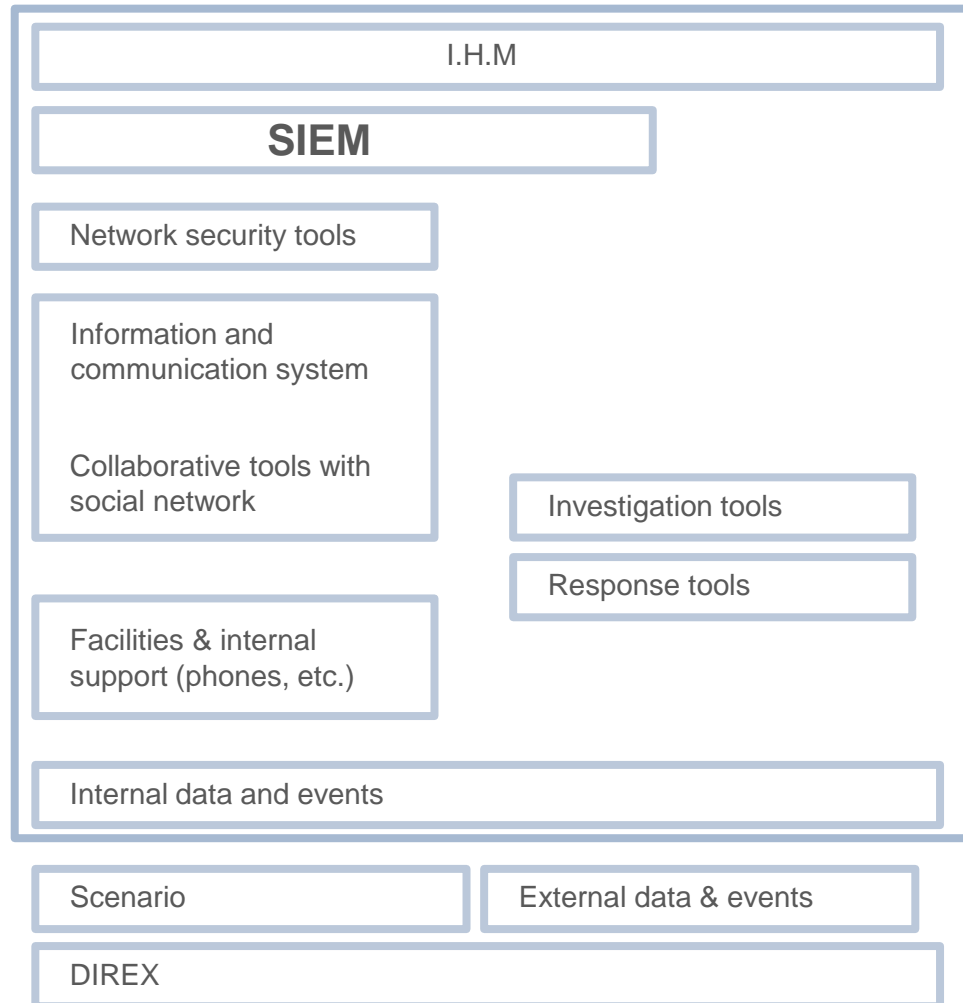 I.H.M
SIEM
Network security tools
Information and
communication system
Collaborative tools with
social network
Investigation tools
Response tools
Facilities & internal
support (phones, etc.)
Internal data and events
Scenario
External data & events
DIREX